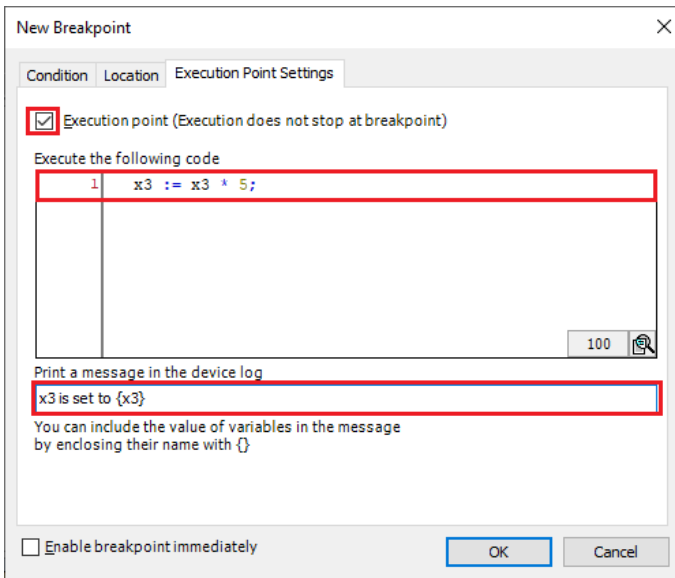 New Breakpoint
Condition Location Execution Point Settings
Execution point (Execution does not stop at breakpoint)
Execute the following code
1 x3 := x3 * 5;
100
Print a message in the device log
x3 is set to {x3}
You can include the value of variables in the message
by enclosing their name with {}
Enable breakpoint immediately
OK Cancel